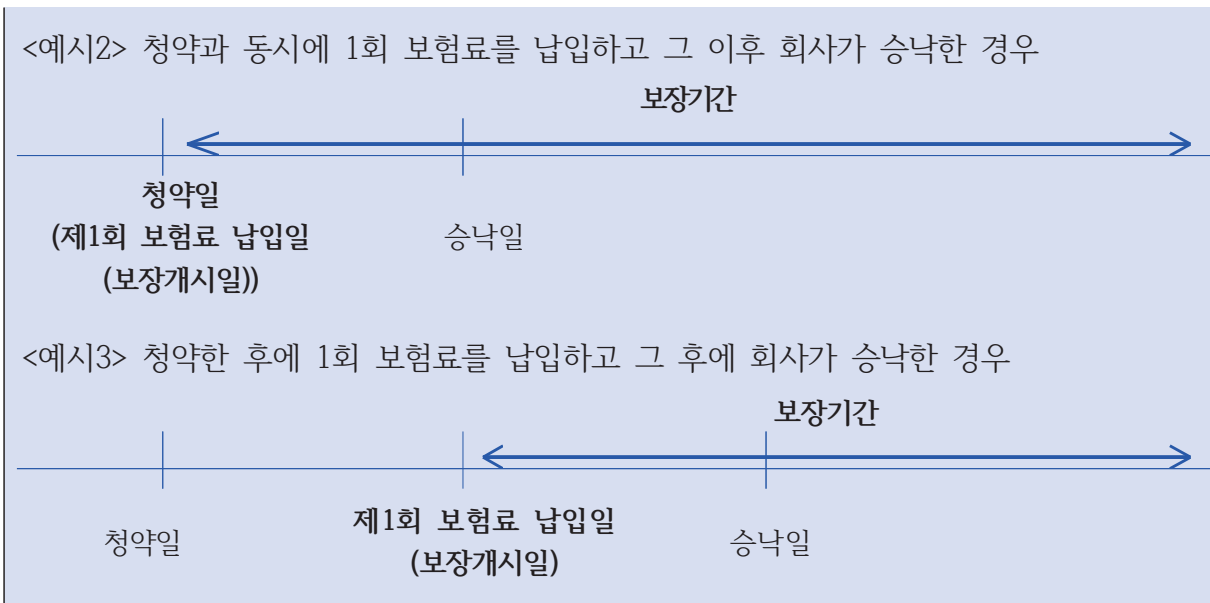 <예시2> 청약과 동시에 1회 보험료를 납입하고 그 이후 회사가 승낙한 경우
보장기간
청약일
(제1회 보험료 납입일
(보장개시일))
승낙일
<예시3> 청약한 후에 1회 보험료를 납입하고 그 후에 회사가 승낙한 경우
보장기간
청약일
제1회 보험료 납입일
(보장개시일)
승낙일